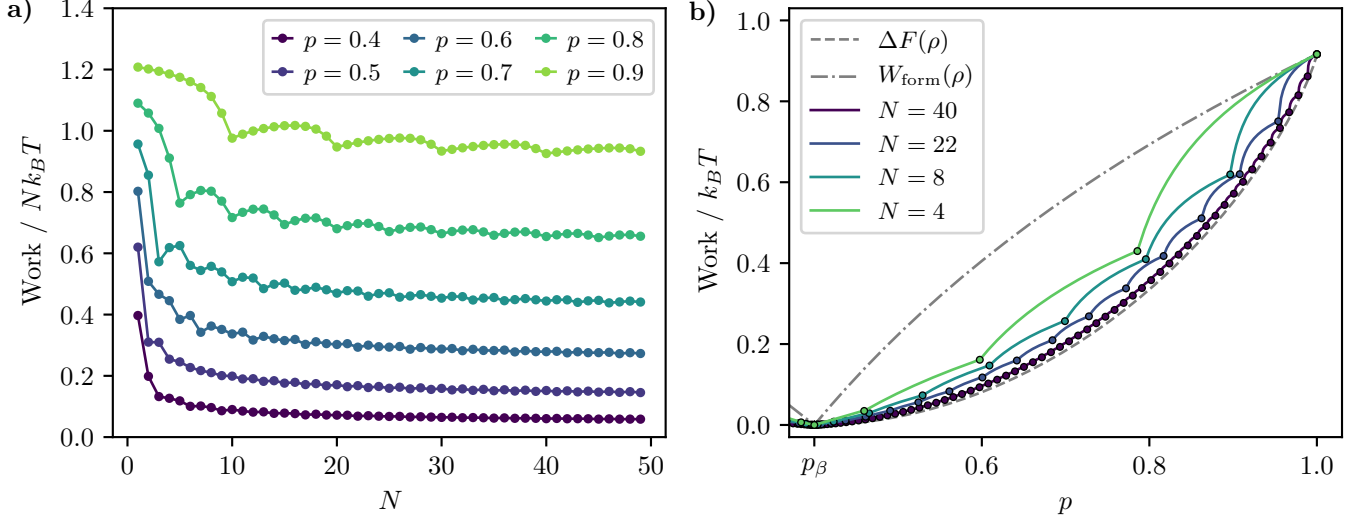 a)
Work / Nk_BT
1.4
1.2
1.0
0.8
0.6
0.4
0.2
0.0
p = 0.4
p = 0.6
p = 0.8
p = 0.5
p = 0.7
p = 0.9
0
10
20
30
40
50
N
b)
Work / k_BT
1.0
0.8
0.6
0.4
0.2
0.0
ΔF(ρ)
W_form(ρ)
N = 40
N = 22
N = 8
N = 4
p_β
0.6
0.8
1.0
p